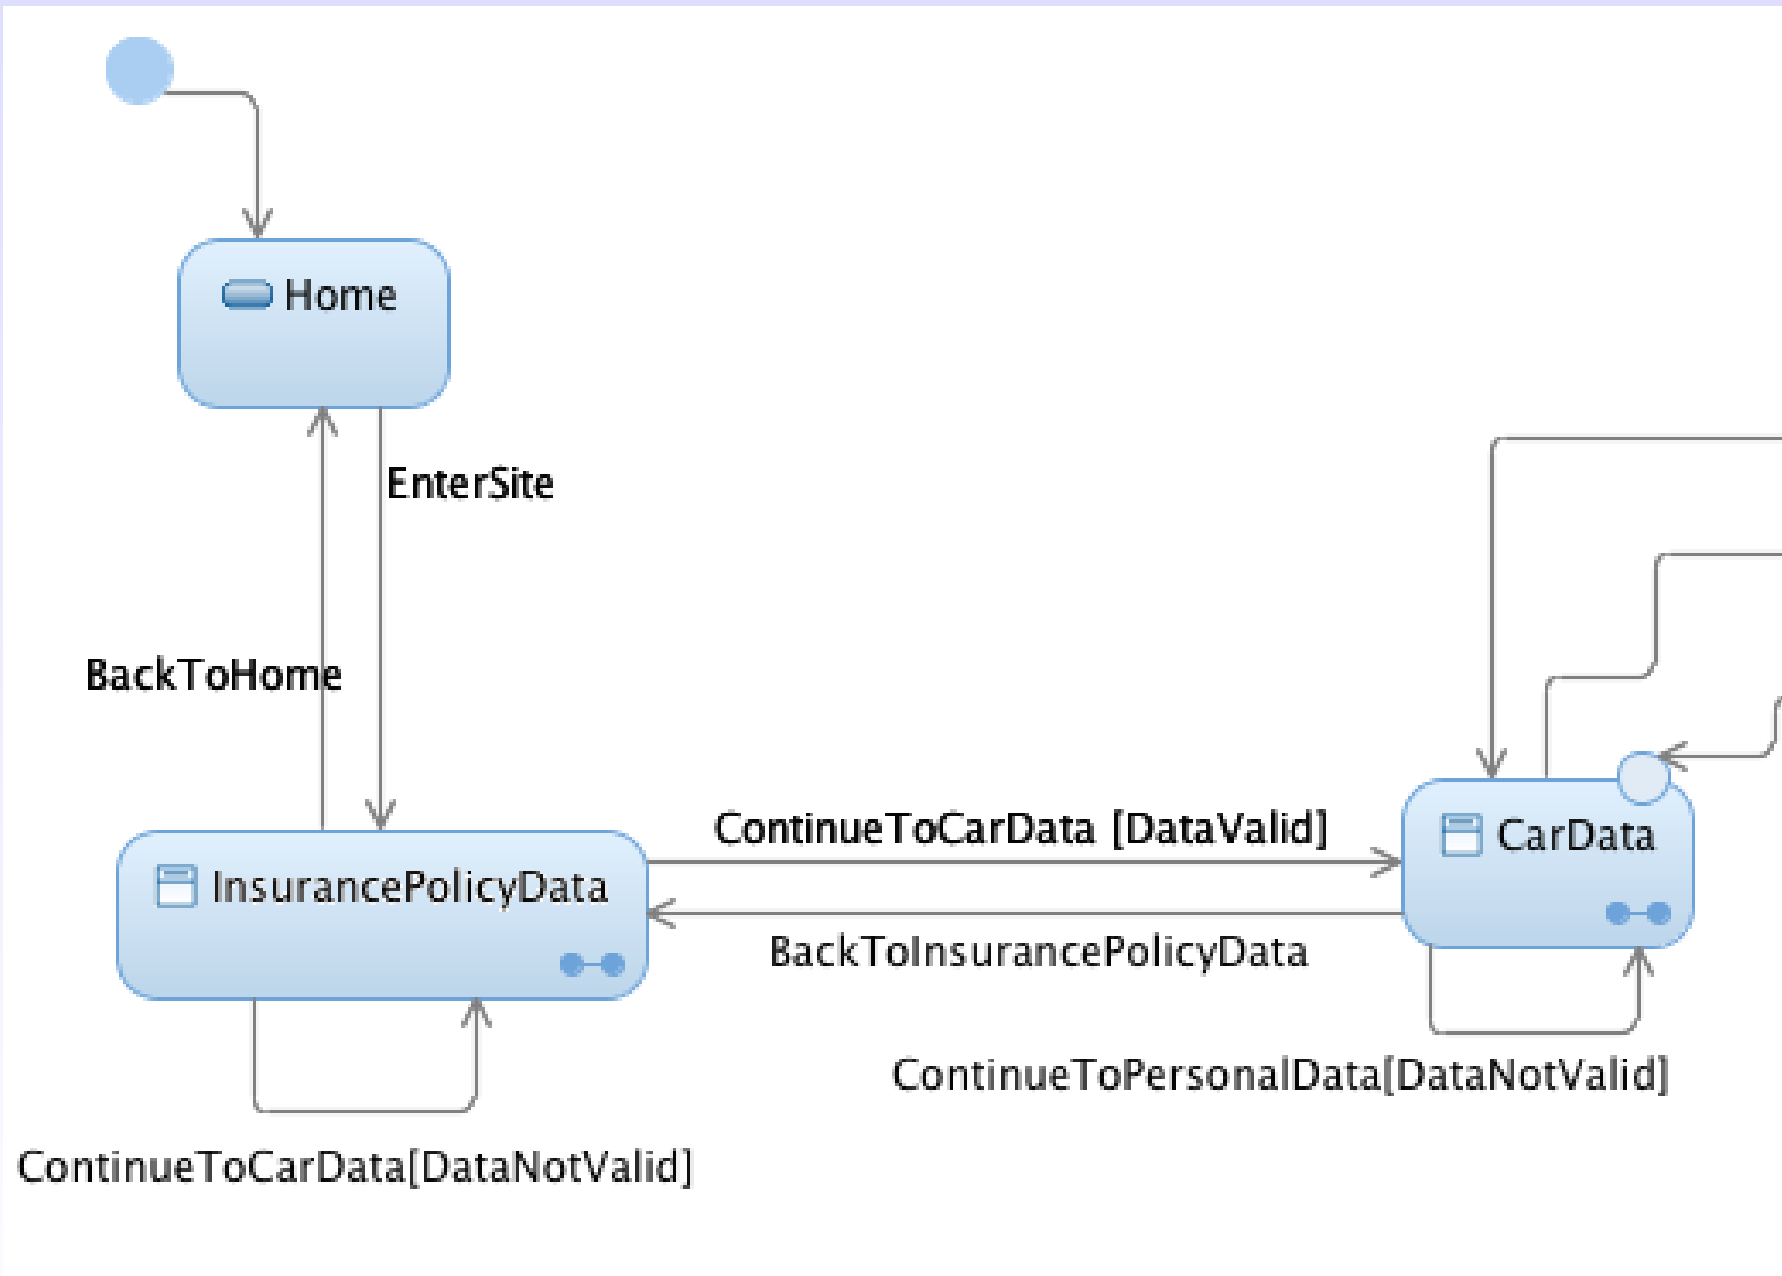 Home
EnterSite
BackToHome
ContinueToCarData [DataValid]
CarData
InsurancePolicyData
BackToInsurancePolicyData
ContinueToPersonalData[DataNotValid]
ContinueToCarData[DataNotValid]